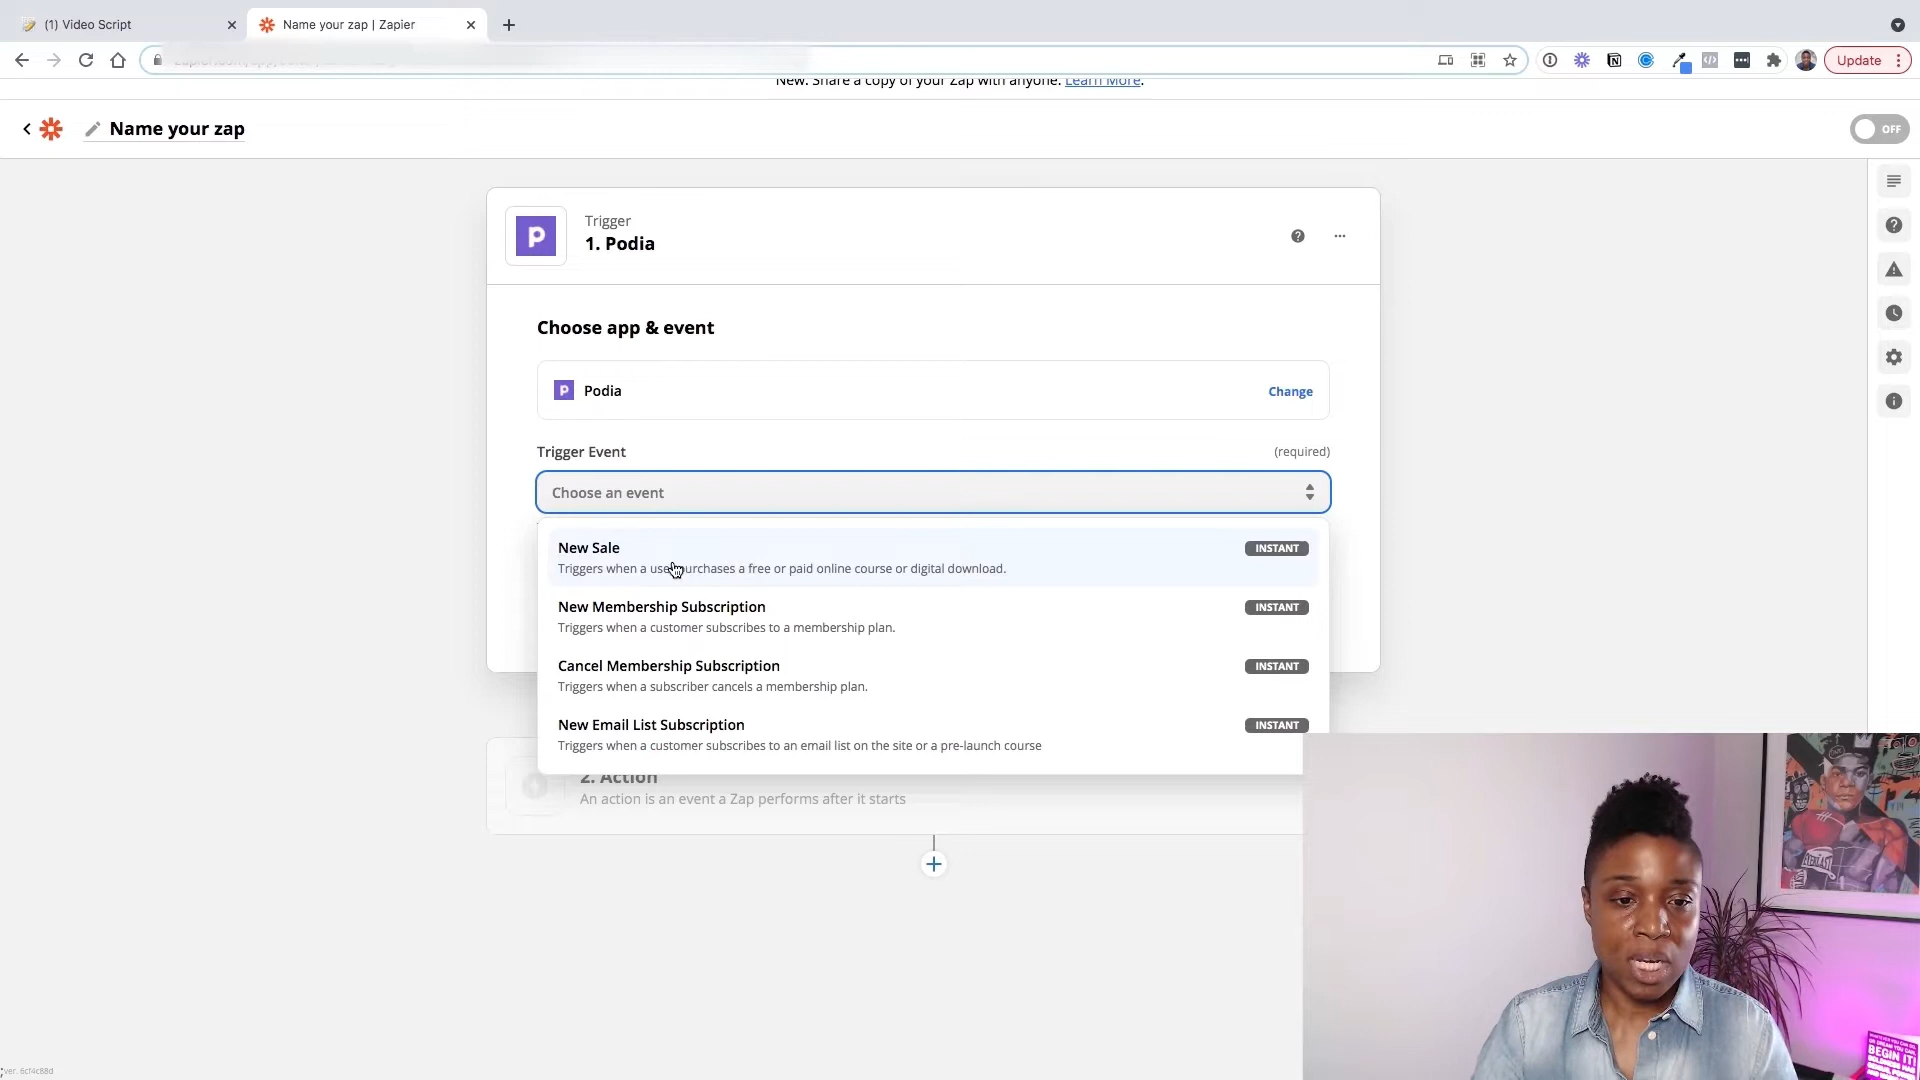 (1) Video Script
Name your zap | Zapier
Update
New: Share a copy of your Zap with anyone. Learn More.
Name your zap
OFF
Trigger
1. Podia
Choose app & event
Podia
Change
Trigger Event
(required)
Choose an event
New Sale
INSTANT
Triggers when a user purchases a free or paid online course or digital download.
New Membership Subscription
INSTANT
Triggers when a customer subscribes to a membership plan.
Cancel Membership Subscription
INSTANT
Triggers when a subscriber cancels a membership plan.
New Email List Subscription
INSTANT
Triggers when a customer subscribes to an email list on the site or a pre-launch course
2. Action
An action is an event a Zap performs after it starts
BEGIN IT!
ver. 6cf4c88d